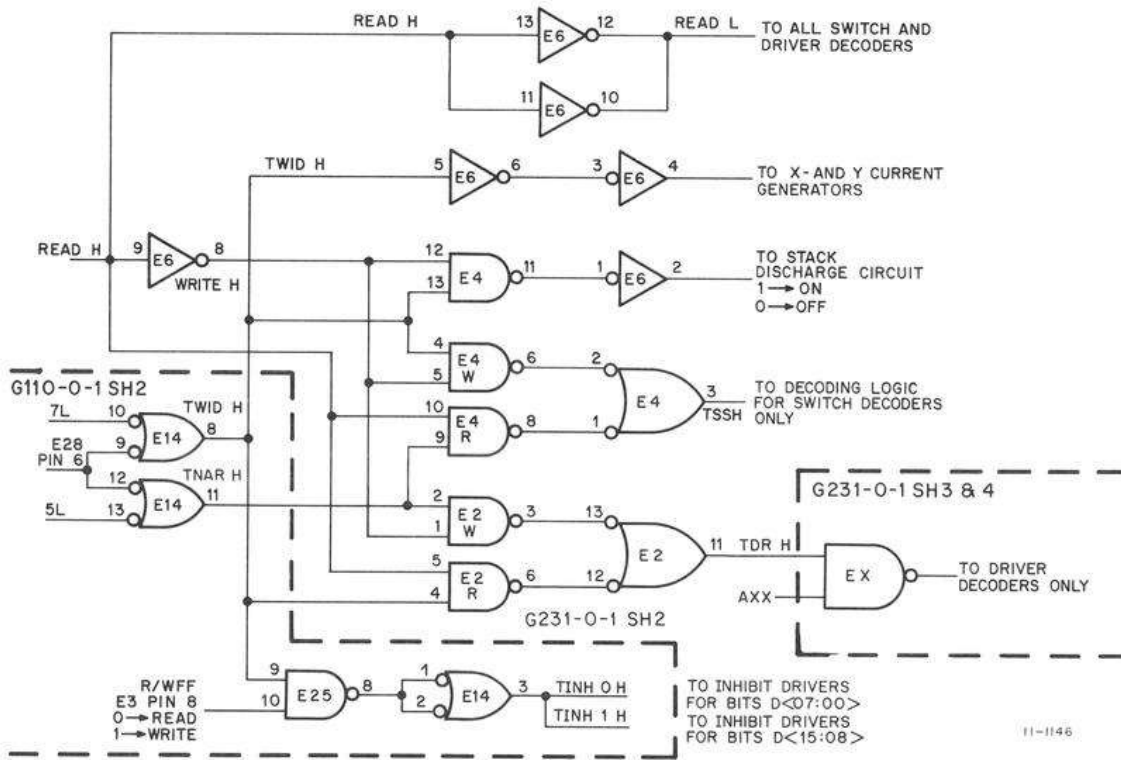 READ H
13
E6
12
READ L
TO ALL SWITCH AND
DRIVER DECODERS
11
E6
10
TWID H
5
E6
6
3
E6
4
TO X-AND Y CURRENT
GENERATORS
READ H
9
E6
8
WRITE H
12
13
E4
11
1
E6
2
TO STACK
DISCHARGE CIRCUIT
1→ON
0→OFF
4
5
E4
W
6
2
G110-0-1 SH2
10
9
E4
R
8
1
E4
3
TSSH
TO DECODING LOGIC
FOR SWITCH DECODERS
ONLY
7L
10
TWID H
E14
8
E28
PIN 6
9
12
TNAR H
E14
11
5L
13
2
1
E2
W
3
13
5
4
E2
R
6
12
E2
11
TDR H
G231-0-1 SH2
G231-0-1 SH3 & 4
AXX
EX
TO DRIVER
DECODERS ONLY
R/WFF
E3 PIN 8
0→READ
1→WRITE
9
10
E25
8
1
2
E14
3
TINH 0 H
TINH 1 H
TO INHIBIT DRIVERS
FOR BITS D<07:00>
TO INHIBIT DRIVERS
FOR BITS D<15:08>
11-1146